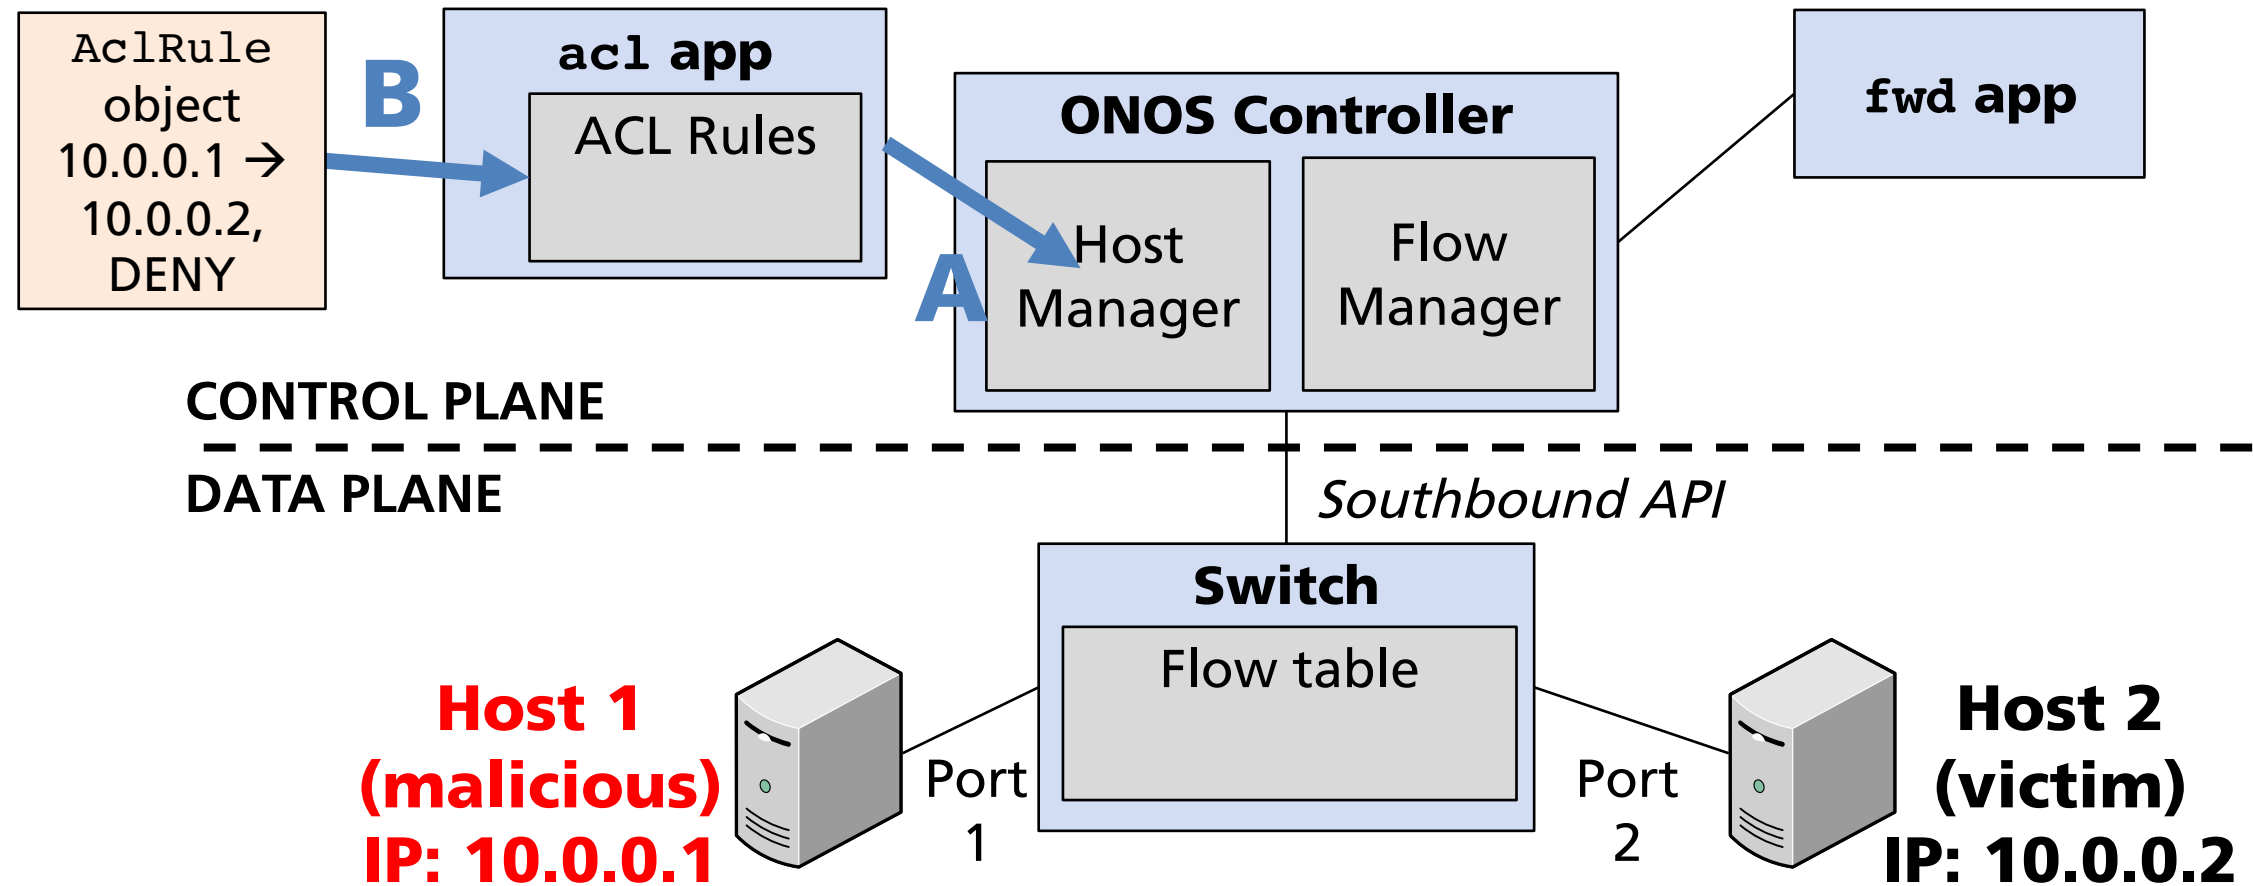 AclRule
object
10.0.0.1 →
10.0.0.2,
DENY
B
acl app
ACL Rules
A
ONOS Controller
Host
Manager
Flow
Manager
fwd app
CONTROL PLANE
DATA PLANE
Southbound API
Switch
Flow table
Host 1
(malicious)
IP: 10.0.0.1
Port
1
Port
2
Host 2
(victim)
IP: 10.0.0.2